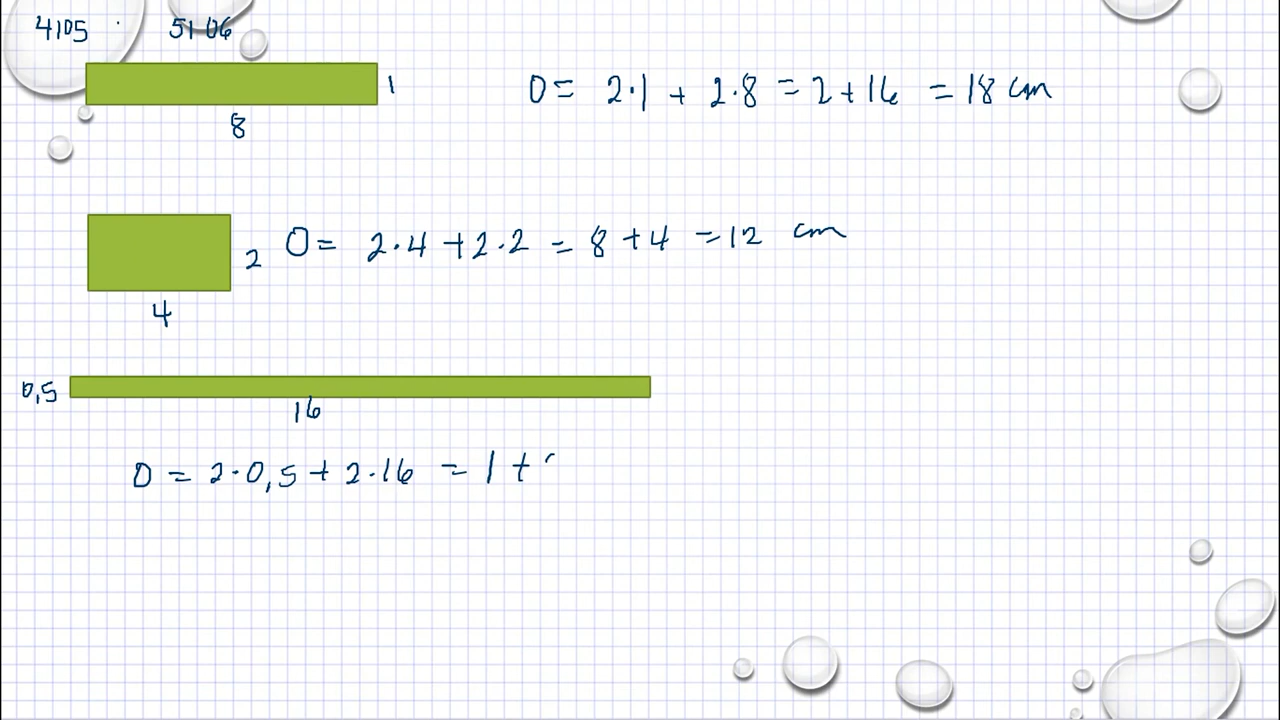 4105 5106
1
O = 2·1 + 2·8 = 2+16 = 18 cm
8
O = 2·4 + 2·2 = 8 + 4 = 12 cm
2
4
0,5
16
O = 2·0,5 + 2·16 = 1 +